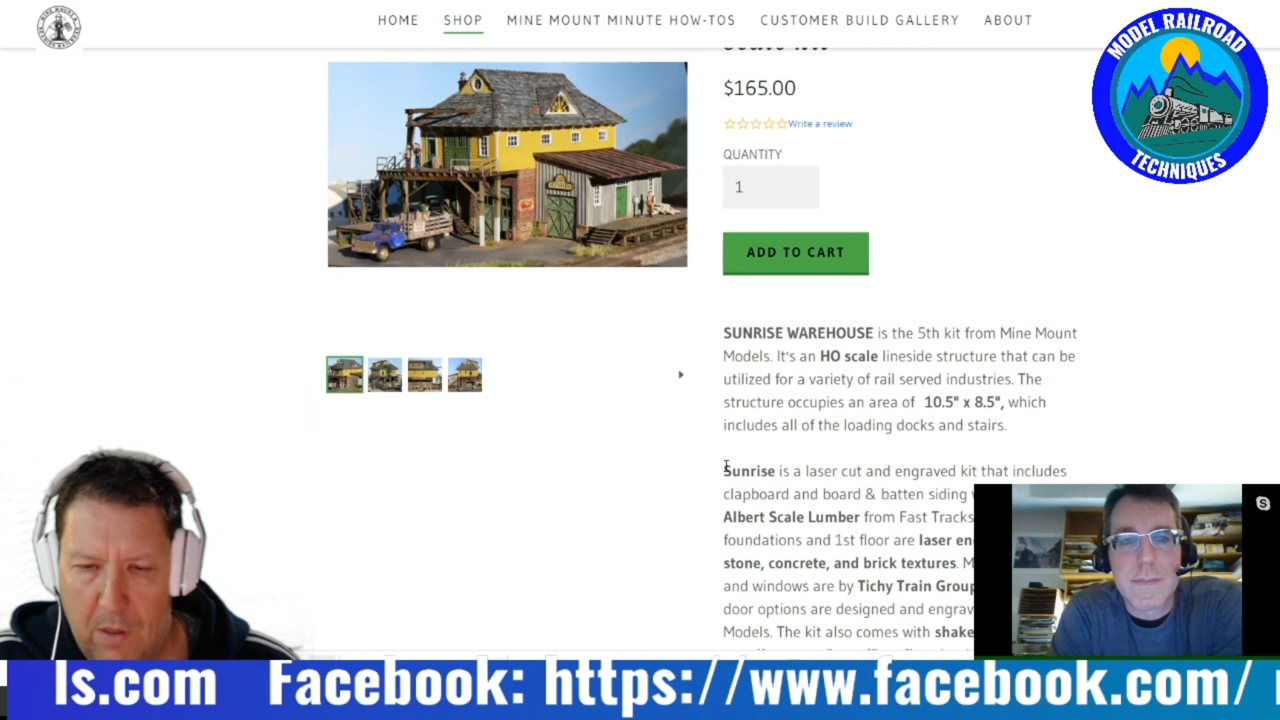 HOME SHOP MINE MOUNT MINUTE HOW-TOS CUSTOMER BUILD GALLERY ABOUT
MODEL RAILROAD
TECHNIQUES
$165.00
Write a review
QUANTITY
1
ADD TO CART
SUNRISE WAREHOUSE is the 5th kit from Mine Mount
Models. It's an HO scale lineside structure that can be
utilized for a variety of rail served industries. The
structure occupies an area of 10.5" x 8.5", which
includes all of the loading docks and stairs.
Sunrise is a laser cut and engraved kit that includes
clapboard and board & batten siding
Albert Scale Lumber from Fast Tracks
foundations and 1st floor are laser en
stone, concrete, and brick textures.
and windows are by Tichy Train Group
door options are designed and engrav
Models. The kit also comes with shake
ls.com Facebook: https://www.facebook.com/